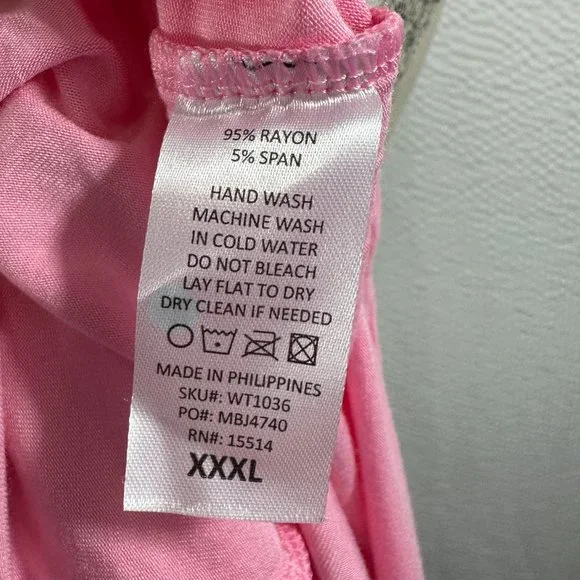 95% RAYON
5% SPAN
HAND WASH
MACHINE WASH
IN COLD WATER
DO NOT BLEACH
LAY FLAT TO DRY
DRY CLEAN IF NEEDED
MADE IN PHILIPPINES
SKU#: WT1036
PO#: MBJ4740
RN#: 15514
XXXL